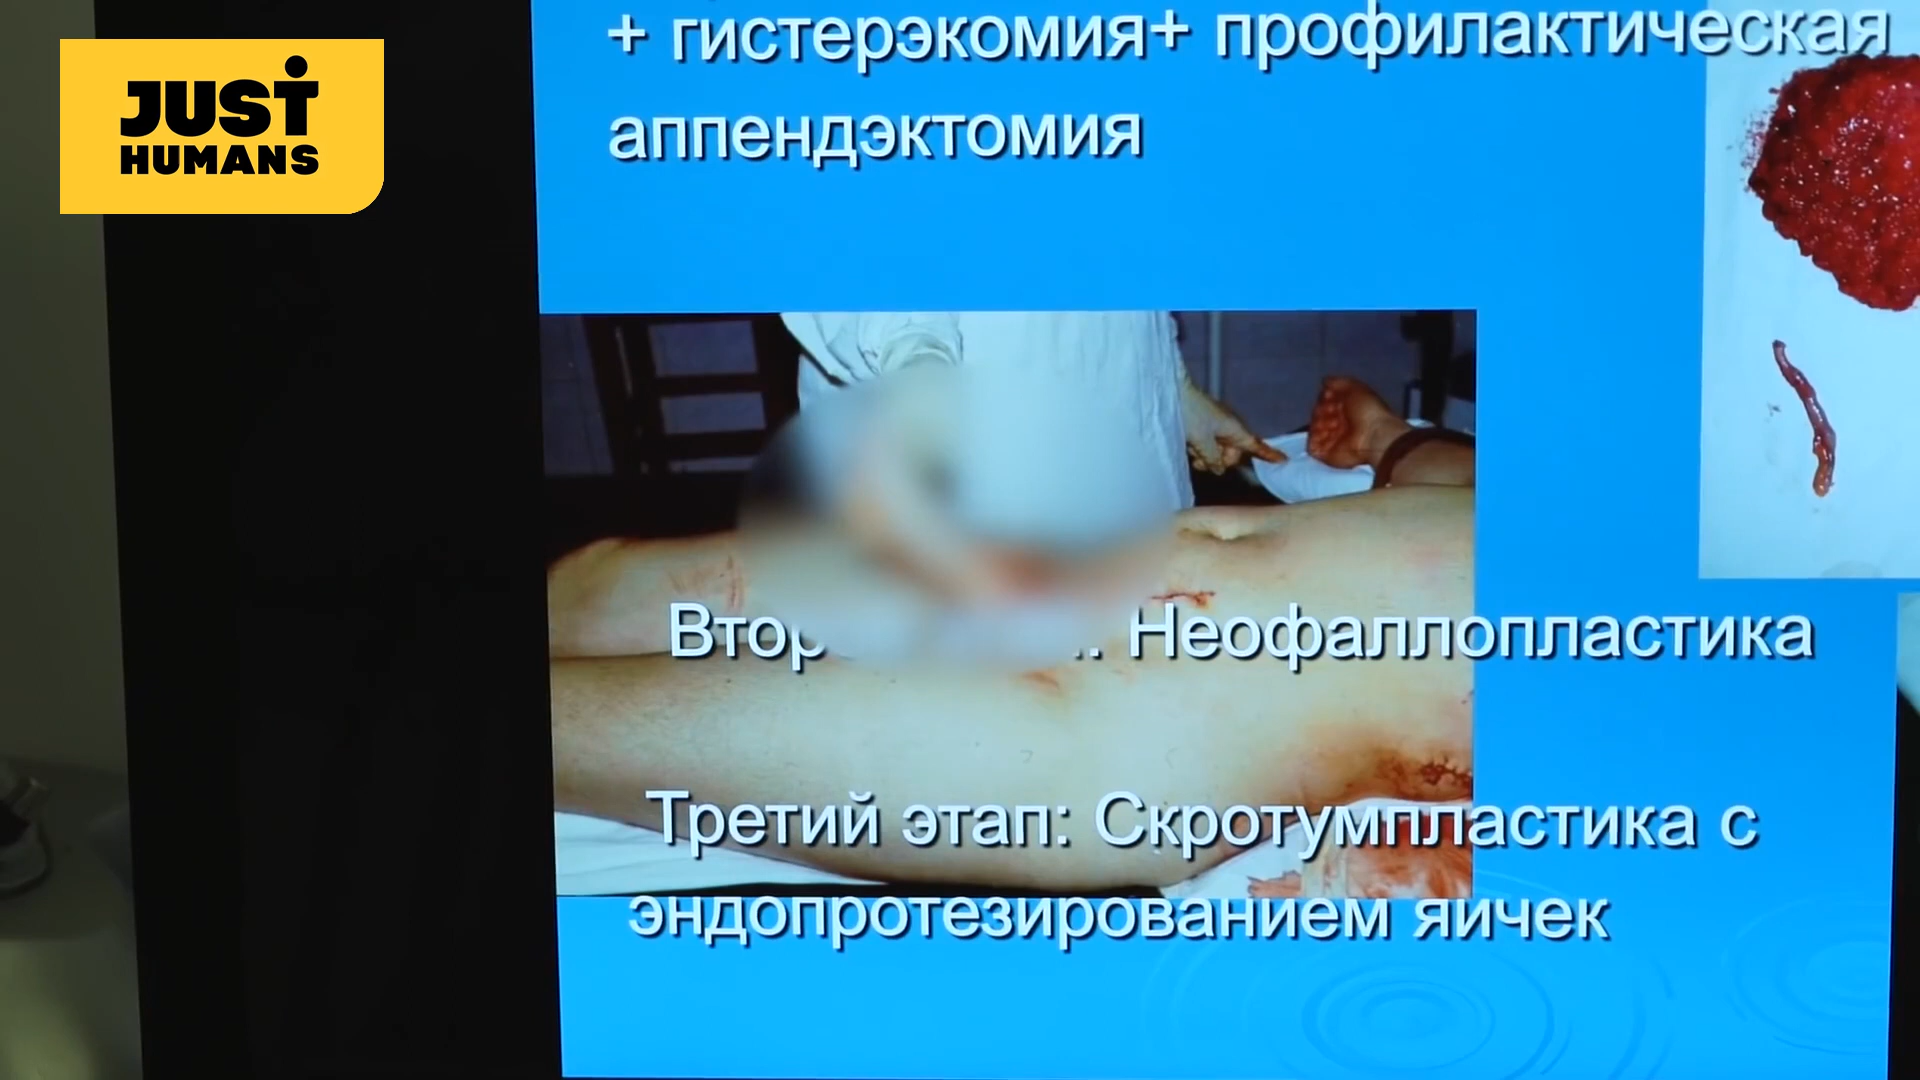 JUST
HUMANS
+ гистерэкомия+ профилактическая
аппендэктомия
Неофаллопластика
Третий этап: Скротумпластика с
эндопротезированием яичек